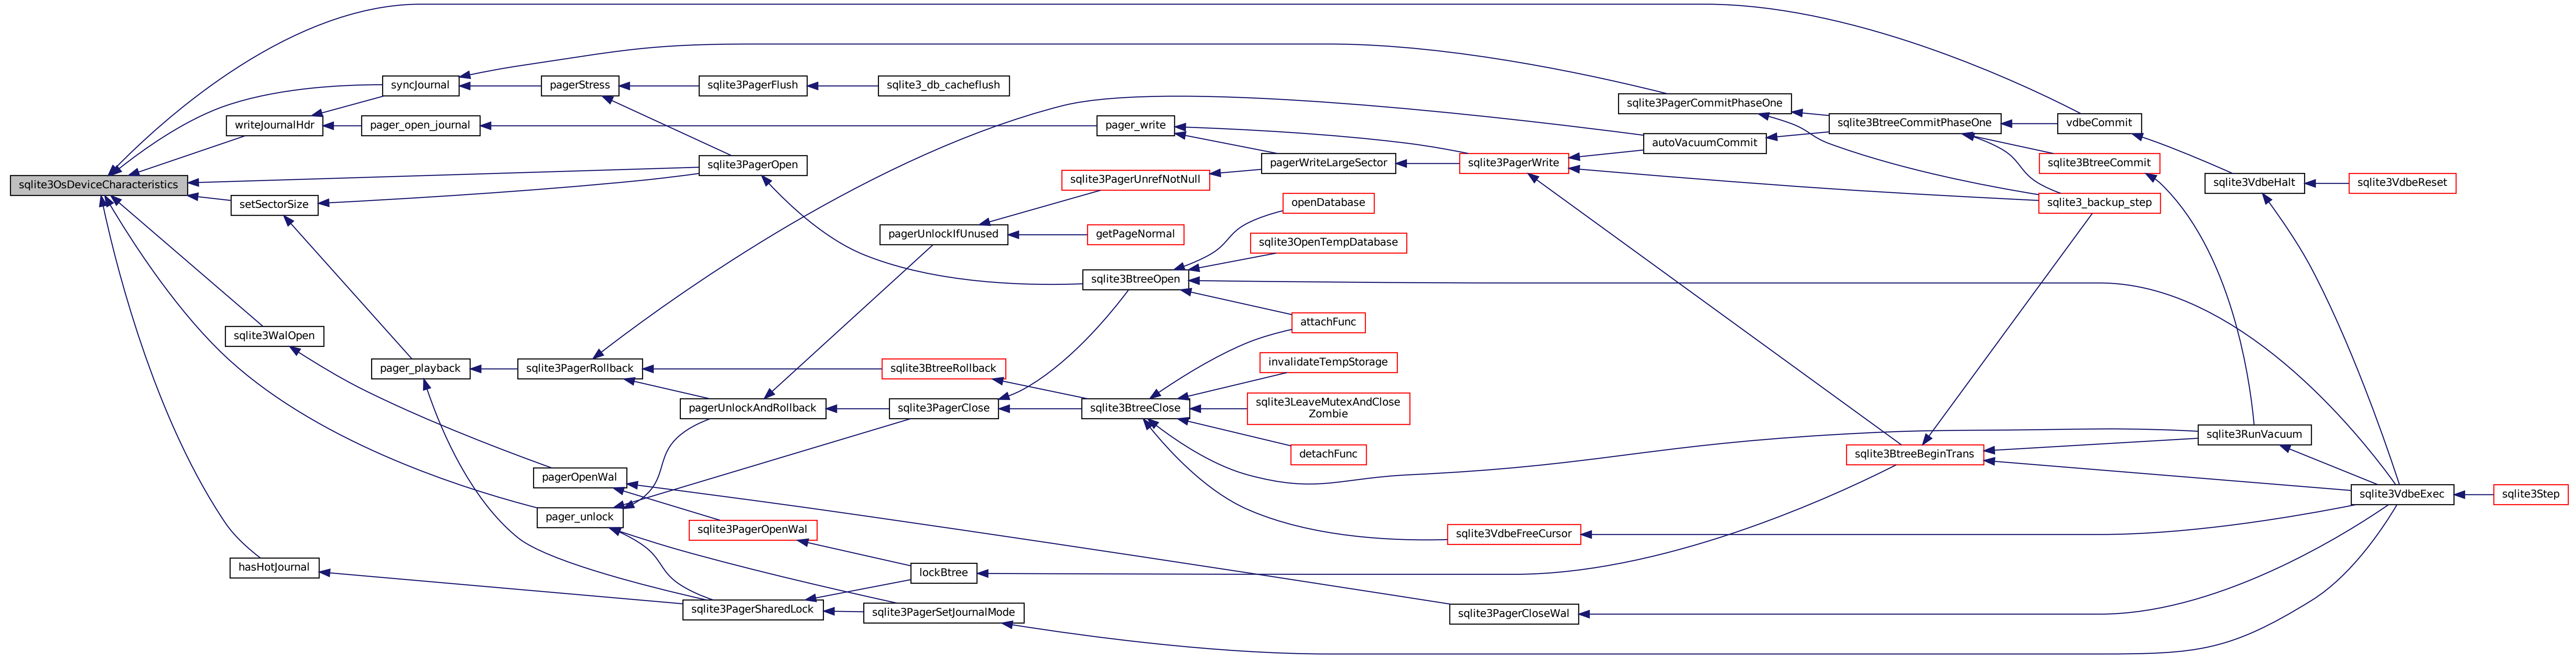 sqlite3OsDeviceCharacteristics
syncJournal
writeJournalHdr
setSectorSize
sqlite3WalOpen
hasHotJournal
pager_open_journal
pager_playback
pagerStress
sqlite3PagerRollback
pagerOpenWal
pager_unlock
sqlite3PagerFlush
sqlite3PagerOpen
pagerUnlockAndRollback
sqlite3PagerOpenWal
sqlite3PagerSharedLock
sqlite3_db_cacheflush
pagerUnlockIfUnused
sqlite3BtreeRollback
sqlite3PagerClose
lockBtree
sqlite3PagerSetJournalMode
pager_write
sqlite3PagerUnrefNotNull
getPageNormal
sqlite3BtreeOpen
sqlite3BtreeClose
pagerWriteLargeSector
openDatabase
sqlite3OpenTempDatabase
attachFunc
invalidateTempStorage
sqlite3LeaveMutexAndClose
Zombie
detachFunc
sqlite3PagerWrite
sqlite3VdbeFreeCursor
sqlite3PagerCloseWal
sqlite3PagerCommitPhaseOne
autoVacuumCommit
sqlite3BtreeCommitPhaseOne
sqlite3BtreeBeginTrans
vdbeCommit
sqlite3BtreeCommit
sqlite3_backup_step
sqlite3VdbeHalt
sqlite3RunVacuum
sqlite3VdbeReset
sqlite3VdbeExec
sqlite3Step